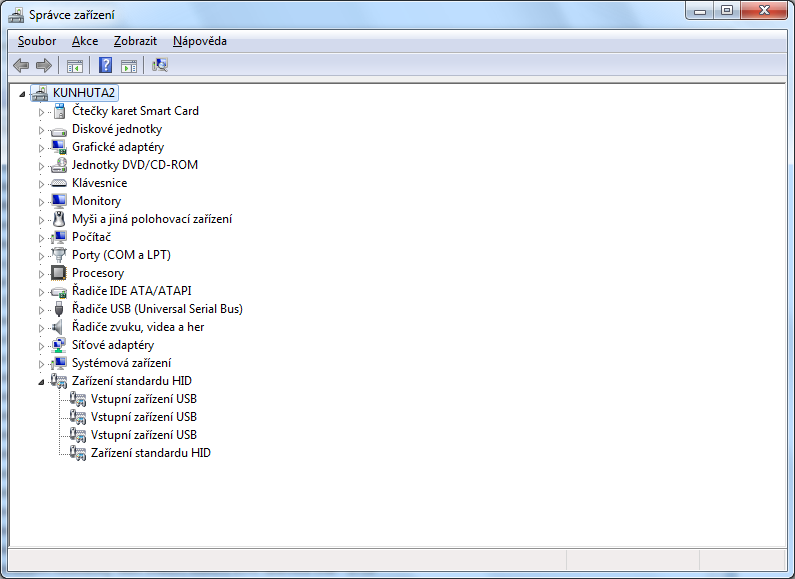 Správce zařízení
Soubor Akce Zobrazit Nápověda
KUNHUTA2
Čtečky karet Smart Card
Diskové jednotky
Grafické adaptéry
Jednotky DVD/CD-ROM
Klávesnice
Monitory
Myši a jiná polohovací zařízení
Počítač
Porty (COM a LPT)
Procesory
Řadiče IDE ATA/ATAPI
Řadiče USB (Universal Serial Bus)
Řadiče zvuku, videa a her
Síťové adaptéry
Systémová zařízení
Zařízení standardu HID
Vstupní zařízení USB
Vstupní zařízení USB
Vstupní zařízení USB
Zařízení standardu HID